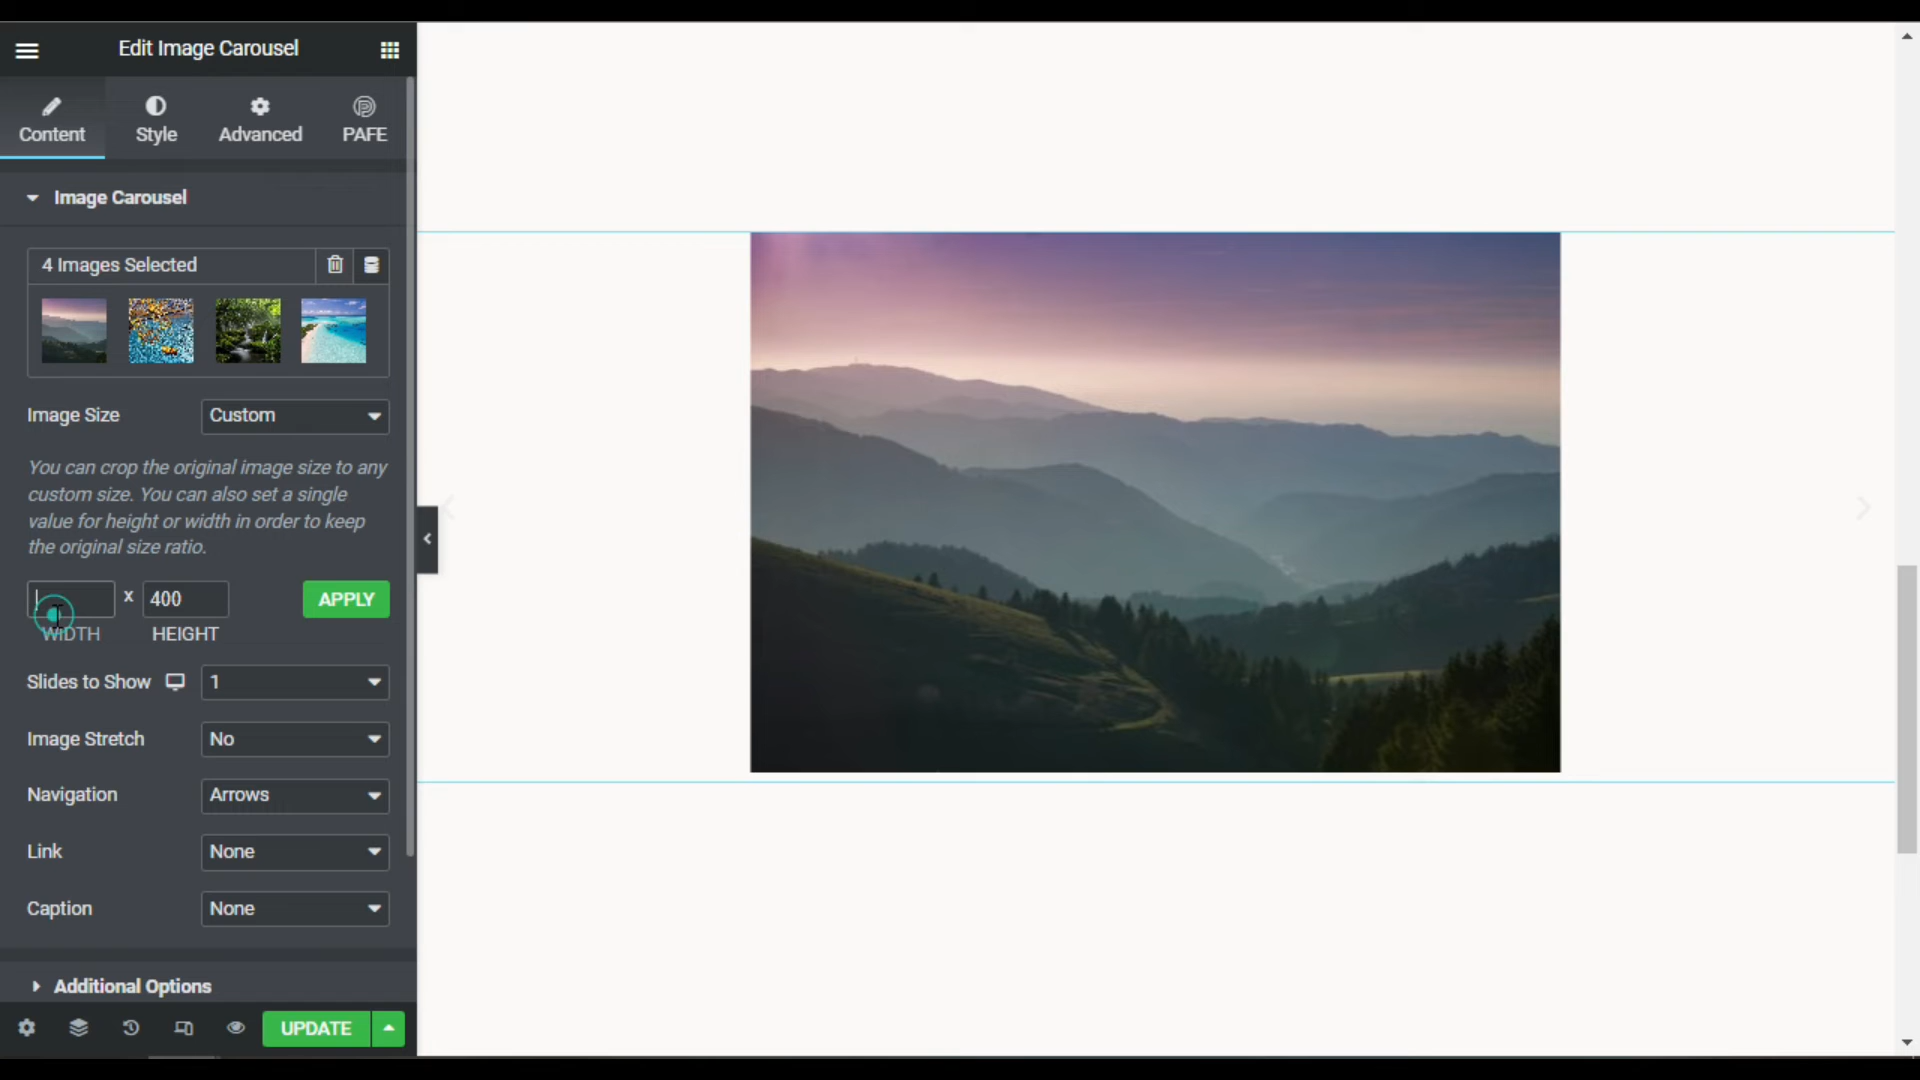 Edit Image Carousel
Content
Style
Advanced
PAFE
Image Carousel
4 Images Selected
Image Size
Custom
You can crop the original image size to any
custom size. You can also set a single
value for height or width in order to keep
the original size ratio.
x
400
APPLY
WIDTH
HEIGHT
Slides to Show
1
Image Stretch
No
Navigation
Arrows
Link
None
Caption
None
Additional Options
UPDATE